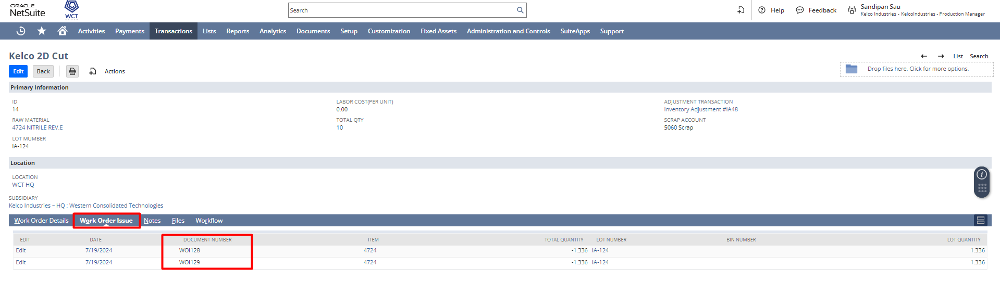 ORACLE
NetSuite
WCT
Search
Help
Feedback
Sandipan Sau
Kelco Industries - KelcoIndustries - Production Manager
Activities Payments Transactions Lists Reports Analytics Documents Setup Customization Fixed Assets Administration and Controls SuiteApps Support
Kelco 2D Cut
List Search
Edit Back Actions
Drop files here. Click for more options.
Primary Information
ID
14
RAW MATERIAL
4724 NITRILE REV.E
LOT MUMBER
IA-124
LABOR COST(PER UNIT)
0.00
TOTAL QTY
10
ADJUSTMENT TRANSACTION
Inventory Adjustment #IA48
SCRAP ACCOUNT
5060 Scrap
Location
LOCATION
WCT HQ
SUBSIDIARY
Kelco Industries – HQ : Western Consolidated Technologies
Work Order Details Work Order Issue Notes Files Workflow
EDIT DATE DOCUMENT NUMBER ITEM TOTAL QUANTITY LOT NUMBER BIN NUMBER LOT QUANTITY
Edit 7/19/2024 WOI128 4724 -1.336 IA-124 1.336
Edit 7/19/2024 WOI129 4724 -1.336 IA-124 1.336